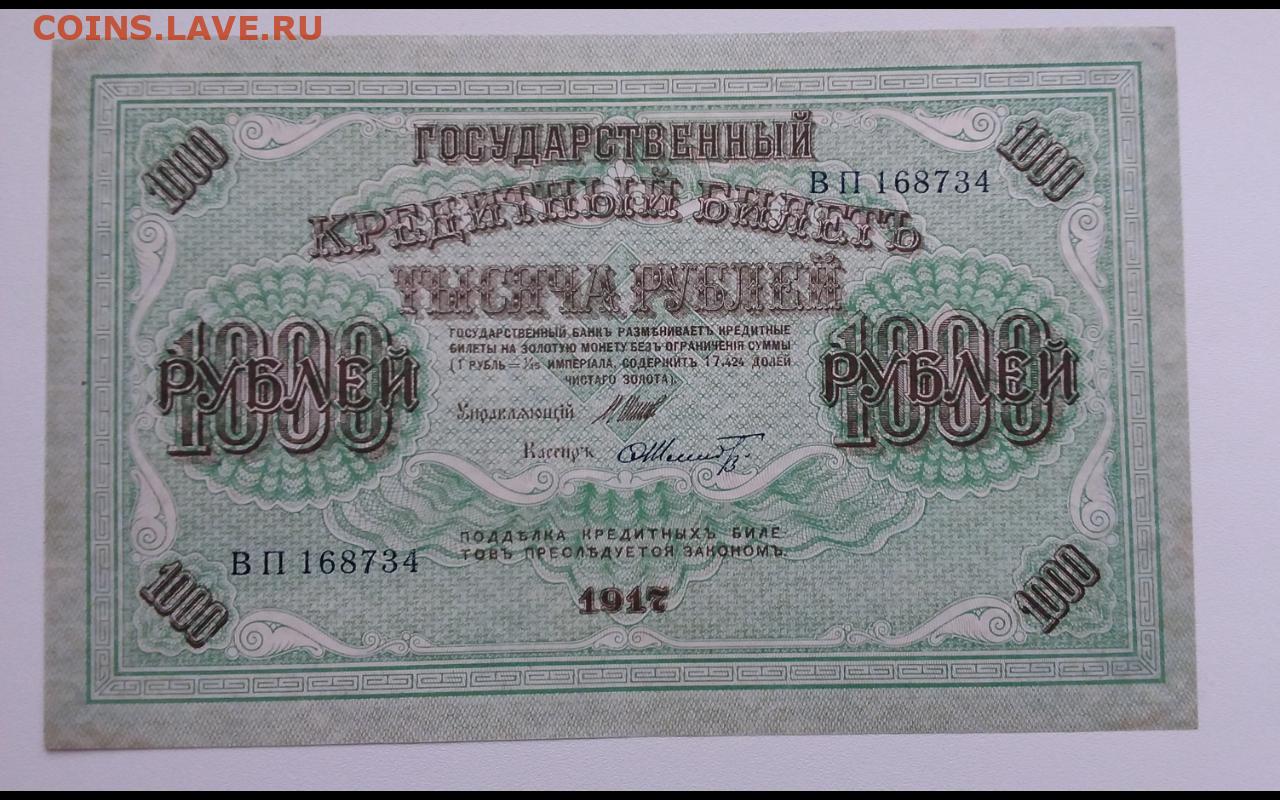 COINS.LAVE.RU
1000
ГОСУДАРСТВЕННЫЙ
1000
ВП 168734
КРЕДИТНЫЙ БИЛЕТЪ
ТЫСЯЧА РУБЛЕЙ
1000 РУБЛЕЙ
ГОСУДАРСТВЕННЫЙ БАНКЪ РАЗМѢНИВАЕТЪ КРЕДИТНЫЕ
БИЛЕТЫ НА ЗОЛОТУЮ МОНЕТУ БЕЗЪ ОГРАНИЧЕНІЯ СУММЫ
(1 РУБЛЬ = 1/15 ИМПЕРІАЛА, СОДЕРЖИТЪ 17.424 ДОЛЕЙ
ЧИСТАГО ЗОЛОТА).
1000 РУБЛЕЙ
Управляющій
Кассиръ
ПОДДѢЛКА КРЕДИТНЫХЪ БИЛЕ-
ТОВЪ ПРЕСЛѢДУЕТСЯ ЗАКОНОМЪ.
ВП 168734
1000
1917
1000